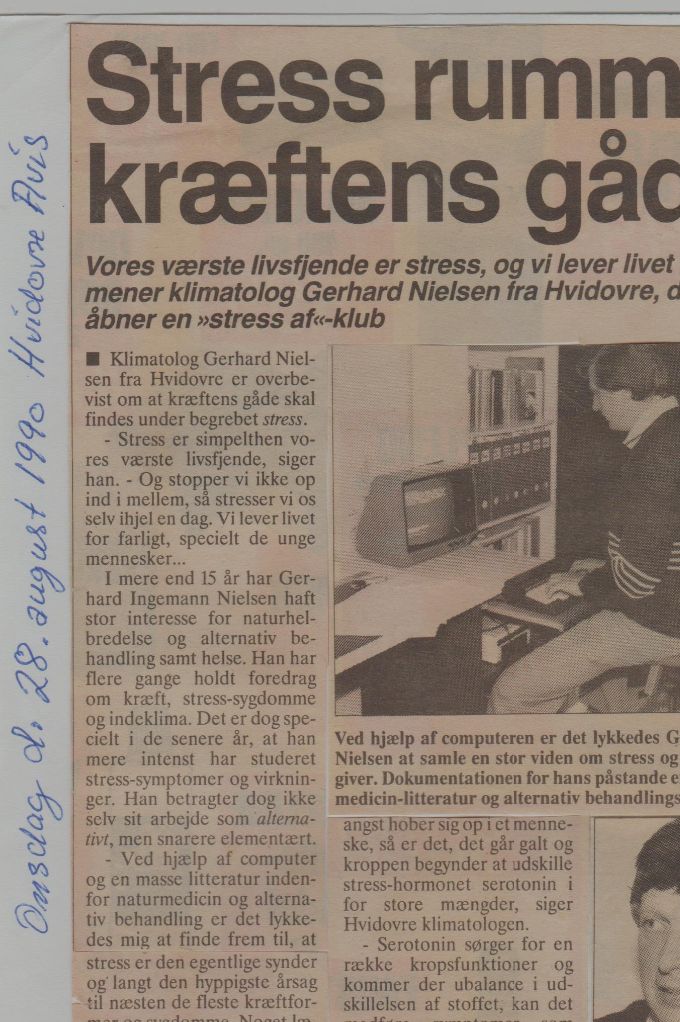 Onsdag d. 28. august 1990 Hvidovre Avis
Stress rumm
kræftens gåd
Vores værste livsfjende er stress, og vi lever livet
mener klimatolog Gerhard Nielsen fra Hvidovre, d
åbner en »stress af«-klub
■ Klimatolog Gerhard Niel-
sen fra Hvidovre er overbe-
vist om at kræftens gåde skal
findes under begrebet stress.
- Stress er simpelthen vo-
res værste livsfjende, siger
han. - Og stopper vi ikke op
ind i mellem, så stresser vi os
selv ihjel en dag. Vi lever livet
for farligt, specielt de unge
mennesker...
I mere end 15 år har Ger-
hard Ingemann Nielsen haft
stor interesse for naturhel-
bredelse og alternativ be-
handling samt helse. Han har
flere gange holdt foredrag
om kræft, stress-sygdomme
og indeklima. Det er dog spe-
cielt i de senere år, at han
mere intenst har studeret
stress-symptomer og virknin-
ger. Han betragter dog ikke
selv sit arbejde som alterna-
tivt, men snarere elementært.
- Ved hjælp af computer
og en masse litteratur inden-
for naturmedicin og alterna-
tiv behandling er det lykke-
des mig at finde frem til, at
stress er den egentlige synder
og langt den hyppigste årsag
til næsten de fleste kræftfor-
mer og sygdomme. Noget læ-
Ved hjælp af computeren er det lykkedes G
Nielsen at samle en stor viden om stress og
giver. Dokumentationen for hans påstande e
medicin-litteratur og alternativ behandlings
angst hober sig op i et menne-
ske, så er det, det går galt og
kroppen begynder at udskille
stress-hormonet serotonin i
for store mængder, siger
Hvidovre klimatologen.
- Serotonin sørger for en
række kropsfunktioner og
kommer der ubalance i ud-
skillelsen af stoffet, kan det
medføre symptomer som